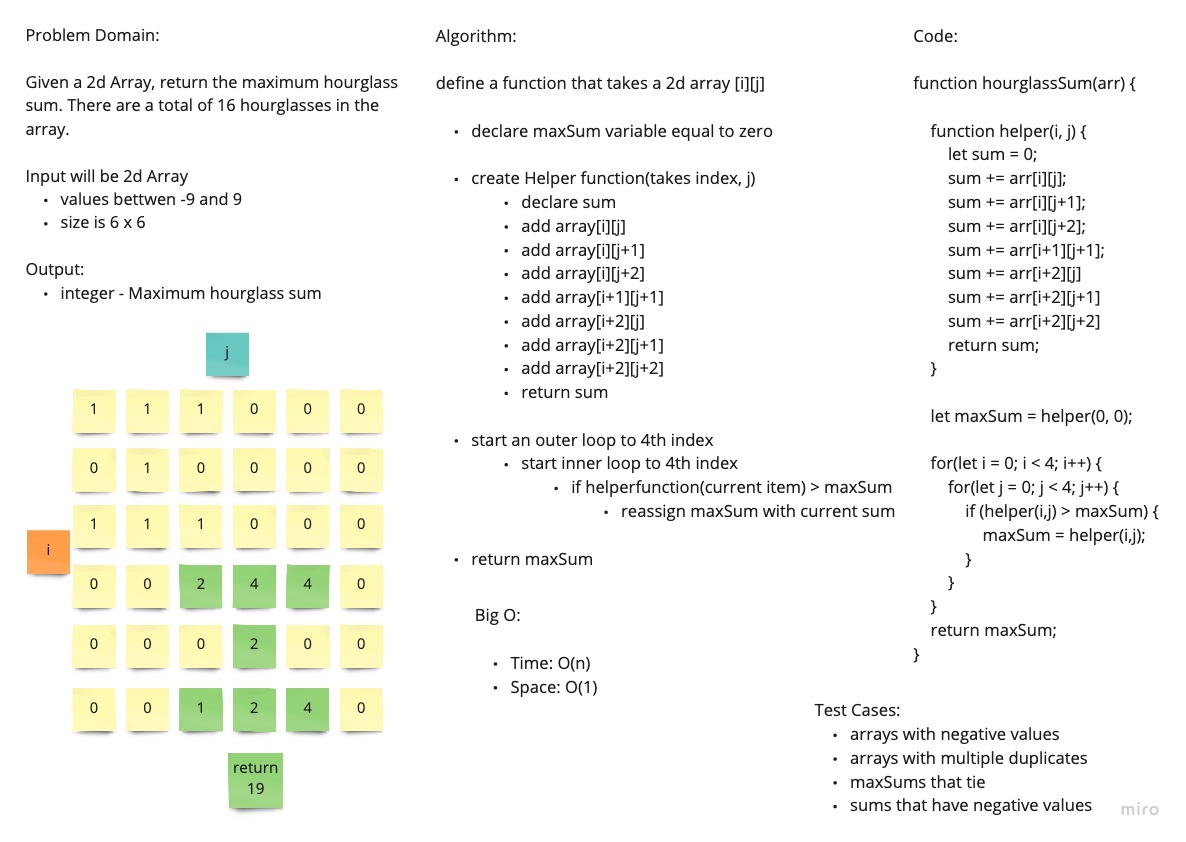 Problem Domain:
Given a 2d Array, return the maximum hourglass
sum. There are a total of 16 hourglasses in the
array.
Input will be 2d Array
• values bettwen -9 and 9
• size is 6 x 6
Output:
• integer - Maximum hourglass sum
j
1 1 1 0 0 0
0 1 0 0 0 0
1 1 1 0 0 0
i
0 0 2 4 4 0
0 0 0 2 0 0
0 0 1 2 4 0
return
19
Algorithm:
define a function that takes a 2d array [i][j]
• declare maxSum variable equal to zero
• create Helper function(takes index, j)
• declare sum
• add array[i][j]
• add array[i][j+1]
• add array[i][j+2]
• add array[i+1][j+1]
• add array[i+2][j]
• add array[i+2][j+1]
• add array[i+2][j+2]
• return sum
• start an outer loop to 4th index
• start inner loop to 4th index
• if helperfunction(current item) > maxSum
• reassign maxSum with current sum
• return maxSum
Big O:
• Time: O(n)
• Space: O(1)
Code:
function hourglassSum(arr) {
function helper(i, j) {
let sum = 0;
sum += arr[i][j];
sum += arr[i][j+1];
sum += arr[i][j+2];
sum += arr[i+1][j+1];
sum += arr[i+2][j]
sum += arr[i+2][j+1]
sum += arr[i+2][j+2]
return sum;
}
let maxSum = helper(0, 0);
for(let i = 0; i < 4; i++) {
for(let j = 0; j < 4; j++) {
if (helper(i,j) > maxSum) {
maxSum = helper(i,j);
}
}
}
return maxSum;
}
Test Cases:
• arrays with negative values
• arrays with multiple duplicates
• maxSums that tie
• sums that have negative values
miro